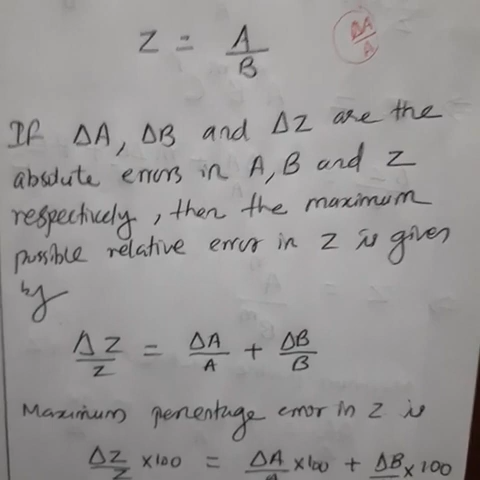 Z = A/B
ΔA/A
If ΔA, ΔB and ΔZ are the
absolute errors in A, B and Z
respectively, then the maximum
possible relative error in Z is given
by
ΔZ/Z = ΔA/A + ΔB/B
Maximum percentage error in Z is
ΔZ/Z ×100 = ΔA/A ×100 + ΔB × 100